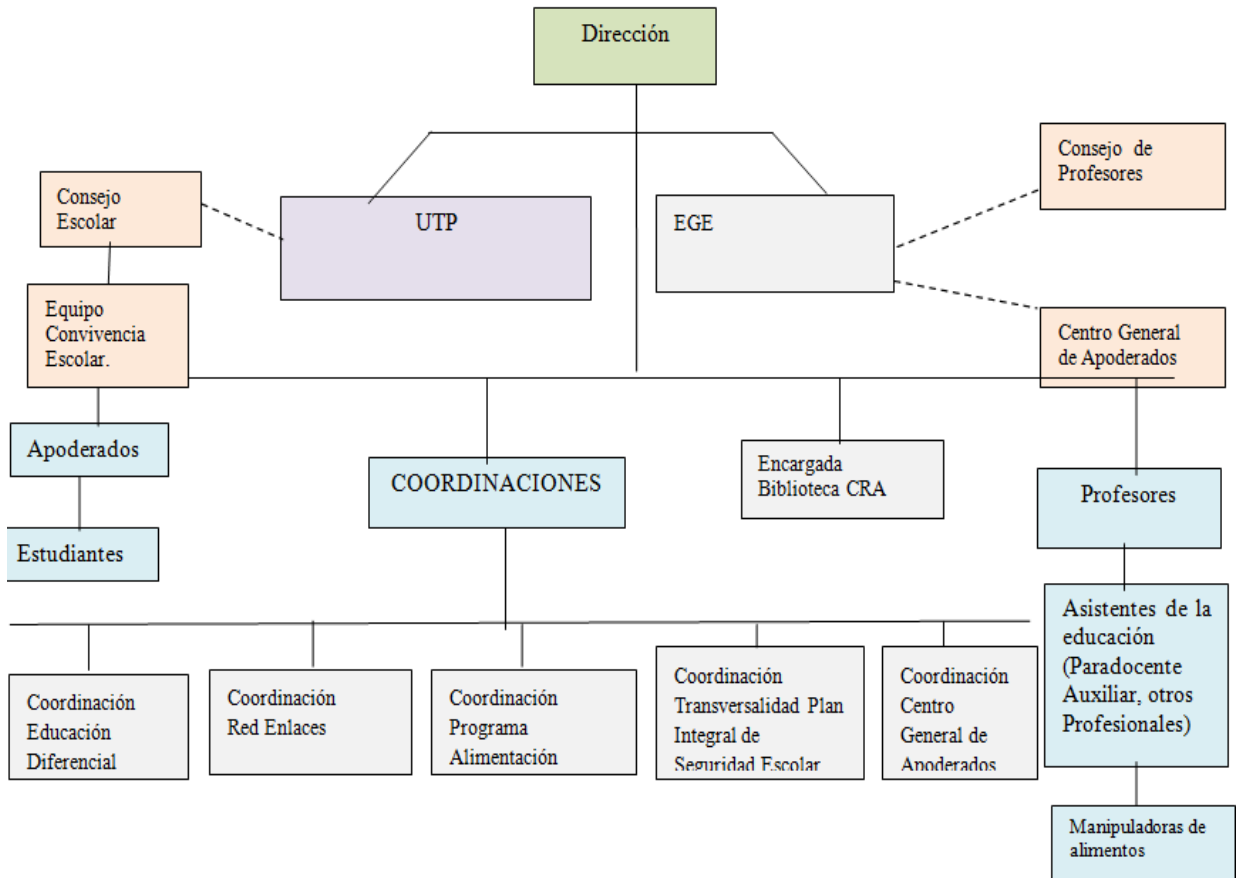 Dirección
Consejo de
Profesores
Consejo
Escolar
UTP
EGE
Equipo
Convivencia
Escolar.
Centro General
de Apoderados
Apoderados
COORDINACIONES
Encargada
Biblioteca CRA
Profesores
Estudiantes
Asistentes de la
educación
(Paradocente
Auxiliar, otros
Profesionales)
Coordinación
Educación
Diferencial
Coordinación
Red Enlaces
Coordinación
Programa
Alimentación
Coordinación
Transversalidad Plan
Integral de
Seguridad Escolar
Coordinación
Centro
General de
Apoderados
Manipuladoras de
alimentos